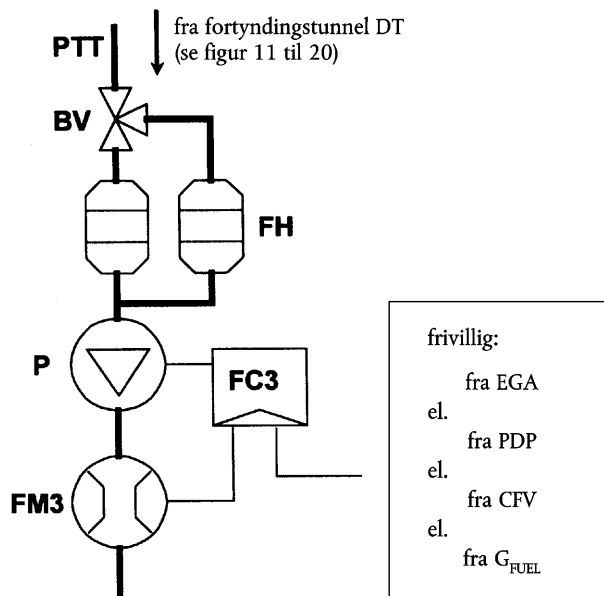 PTT
fra fortyndingstunnel DT
(se figur 11 til 20)
BV
FH
P
FC3
FM3
frivillig:
fra EGA
el.
fra PDP
el.
fra CFV
el.
fra G_FUEL